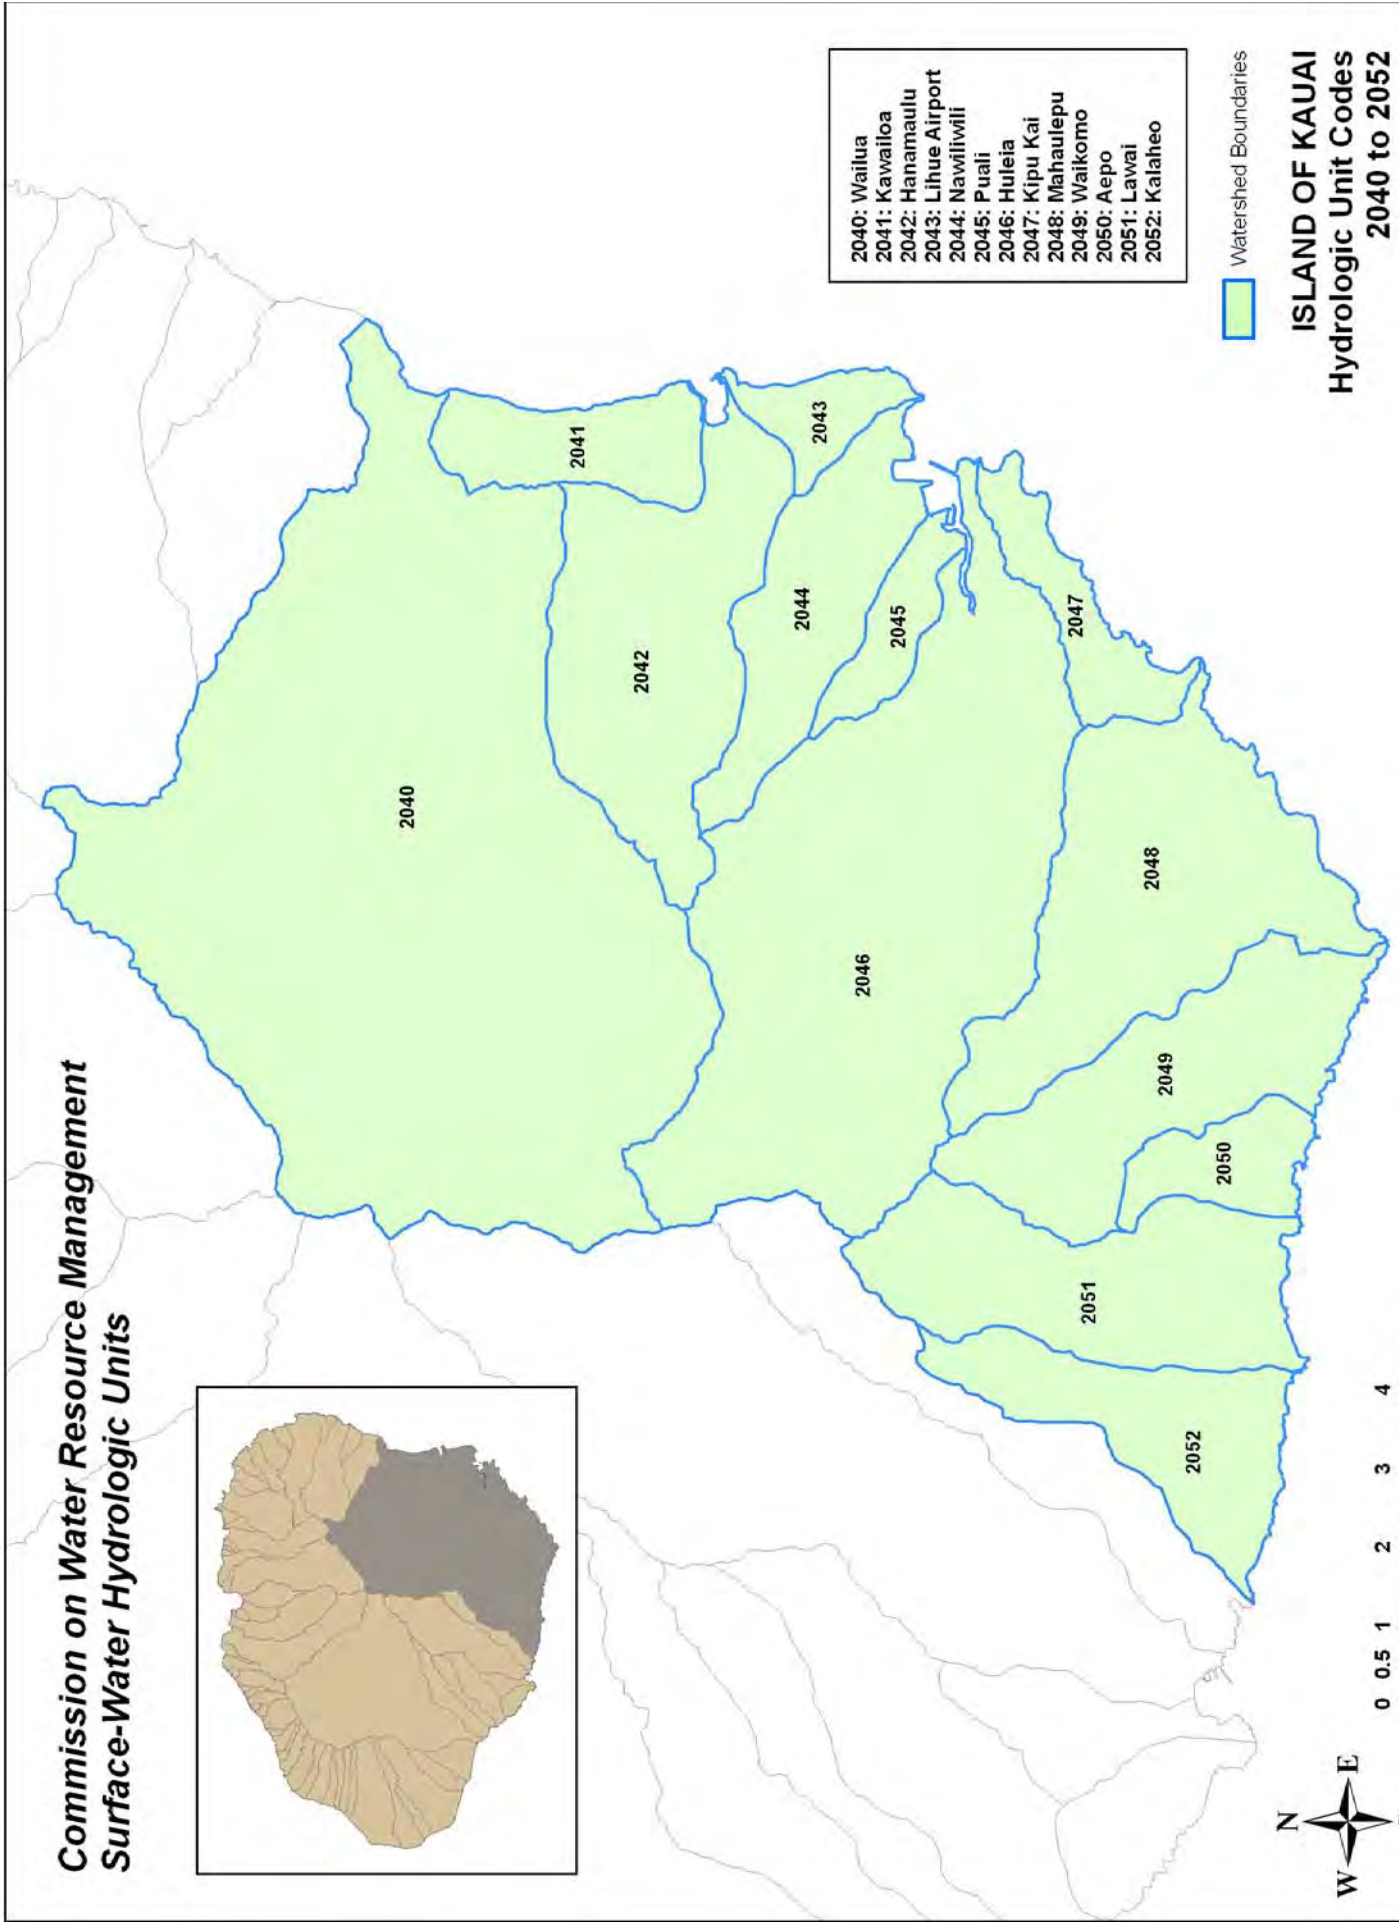 Commission on Water Resource Management
Surface-Water Hydrologic Units
2040
2041
2042
2043
2044
2045
2046
2047
2048
2049
2050
2051
2052
2040: Wailua
2041: Kawailoa
2042: Hanamaulu
2043: Lihue Airport
2044: Nawiliwili
2045: Puali
2046: Huleia
2047: Kipu Kai
2048: Mahaulepu
2049: Waikomo
2050: Aepo
2051: Lawai
2052: Kalaheo
Watershed Boundaries
ISLAND OF KAUAI
Hydrologic Unit Codes
2040 to 2052
N
W E
0 0.5 1 2 3 4